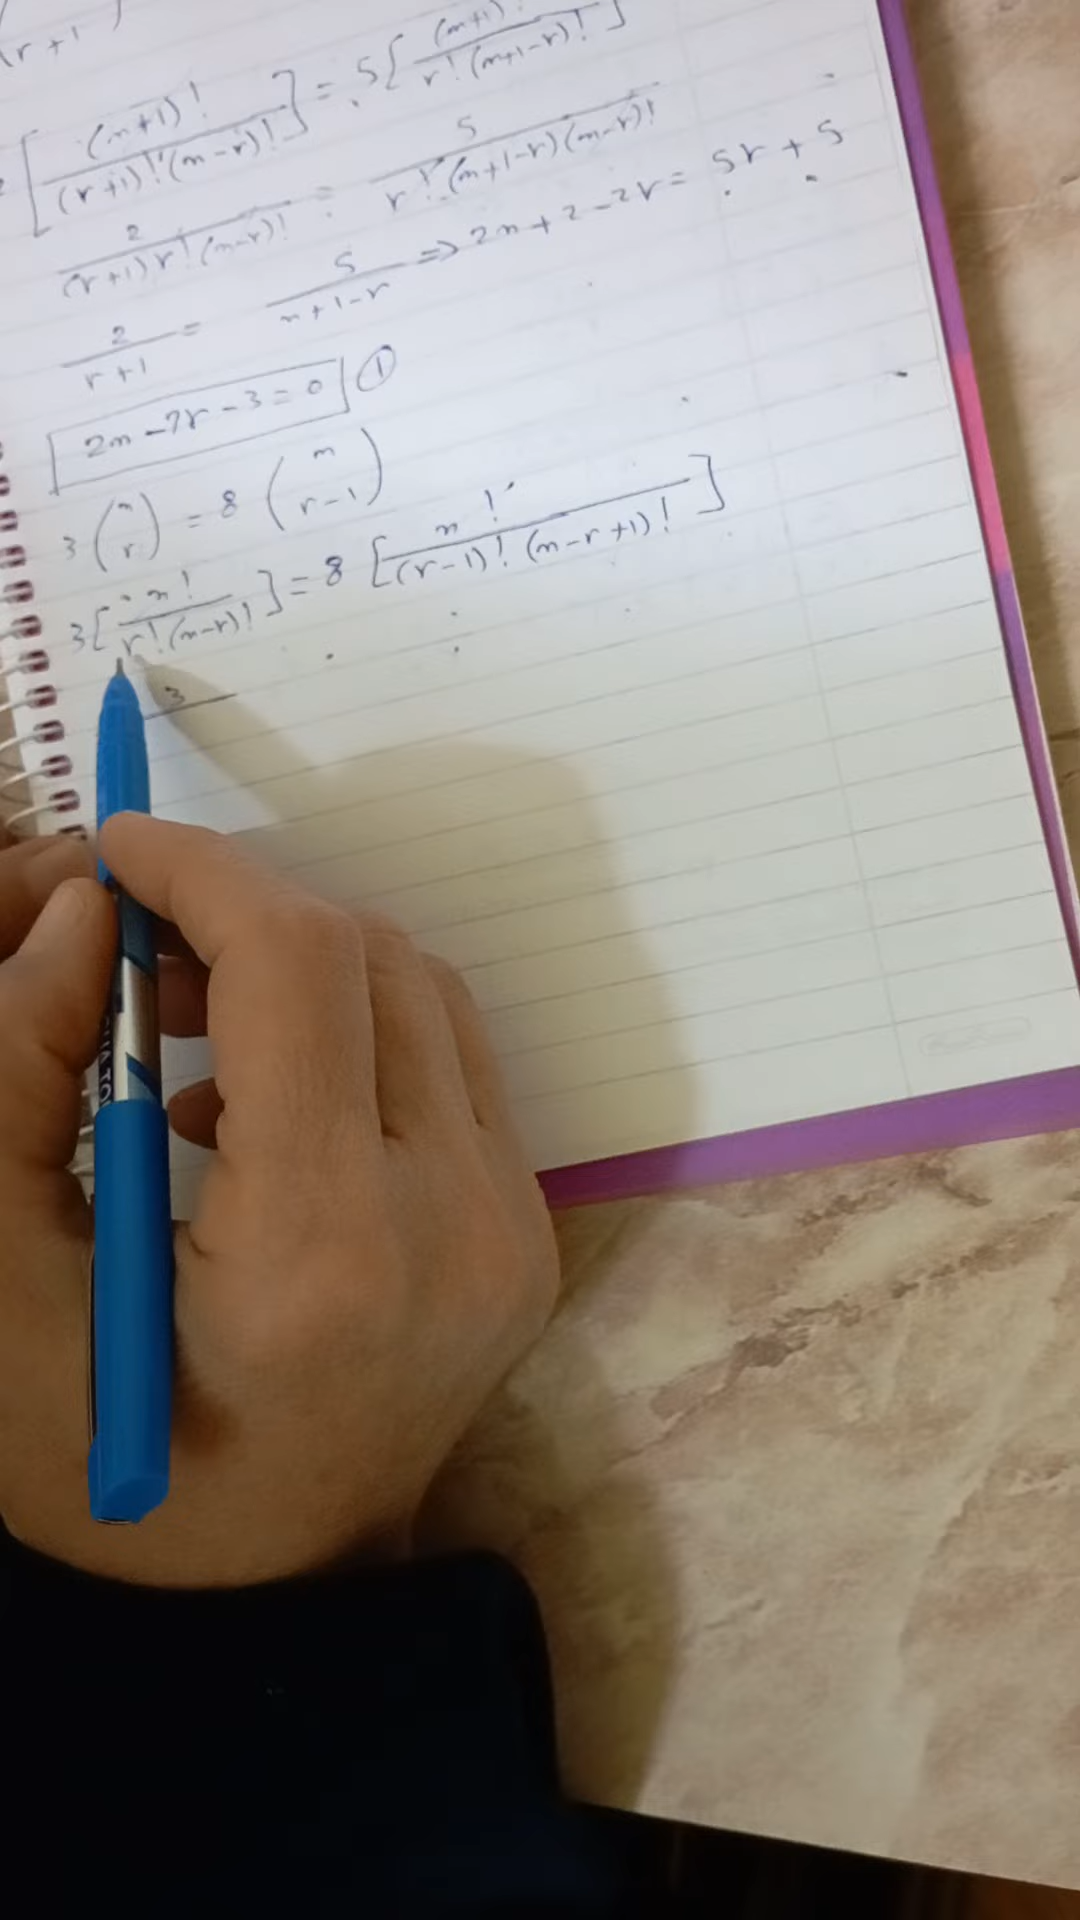 (r+1)
[(n+1)! / (r+1)!(n-r)!] = 5[(n+1)! / r!(n+1-r)!]
2 / (r+1)r!(n-r)! = 5 / r!(n+1-r)(n-r)!
2 / r+1 = 5 / n+1-r ⇒ 2n+2-2r = 5r+5
2n-7r-3=0 ①
3(n r) = 8(n r-1)
3[n! / r!(n-r)!] = 8[n! / (r-1)!(n-r+1)!]
3